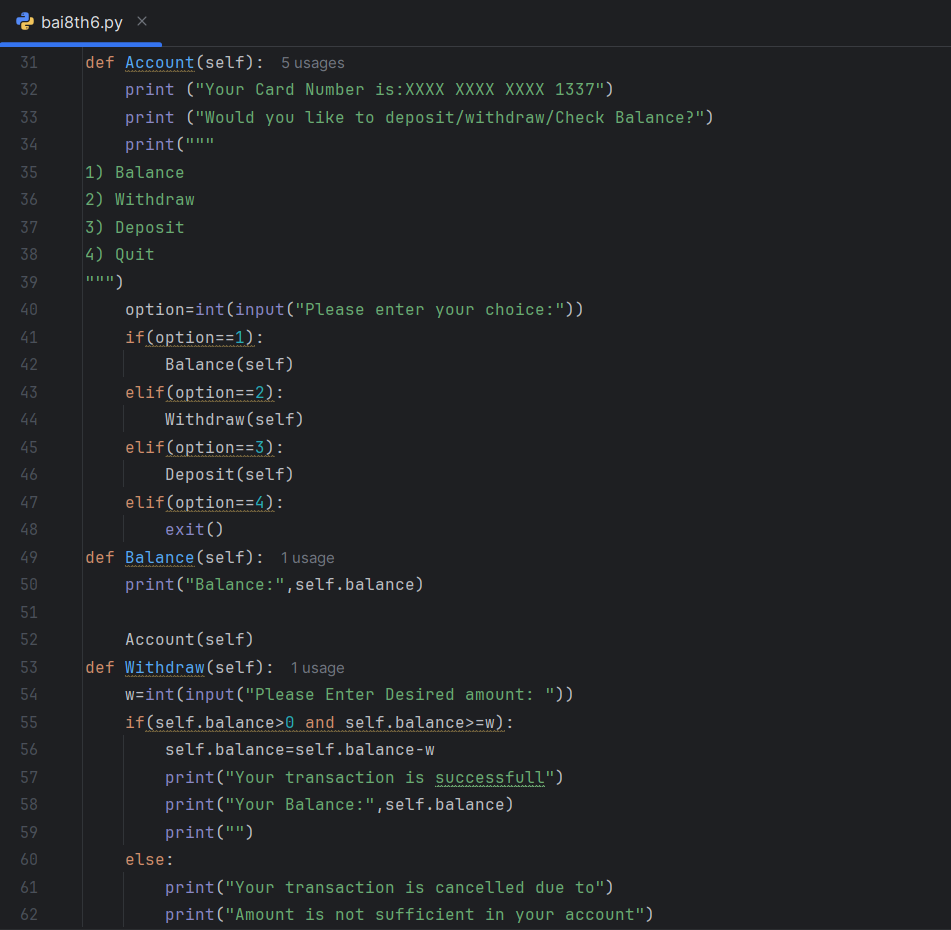 bai8th6.py
31 def Account(self): 5 usages
32 print ("Your Card Number is:XXXX XXXX XXXX 1337")
33 print ("Would you like to deposit/withdraw/Check Balance?")
34 print("""
35 1) Balance
36 2) Withdraw
37 3) Deposit
38 4) Quit
39 """)
40 option=int(input("Please enter your choice:"))
41 if(option==1):
42 Balance(self)
43 elif(option==2):
44 Withdraw(self)
45 elif(option==3):
46 Deposit(self)
47 elif(option==4):
48 exit()
49 def Balance(self): 1 usage
50 print("Balance:",self.balance)
51
52 Account(self)
53 def Withdraw(self): 1 usage
54 w=int(input("Please Enter Desired amount: "))
55 if(self.balance>0 and self.balance>=w):
56 self.balance=self.balance-w
57 print("Your transaction is successfull")
58 print("Your Balance:",self.balance)
59 print("")
60 else:
61 print("Your transaction is cancelled due to")
62 print("Amount is not sufficient in your account")